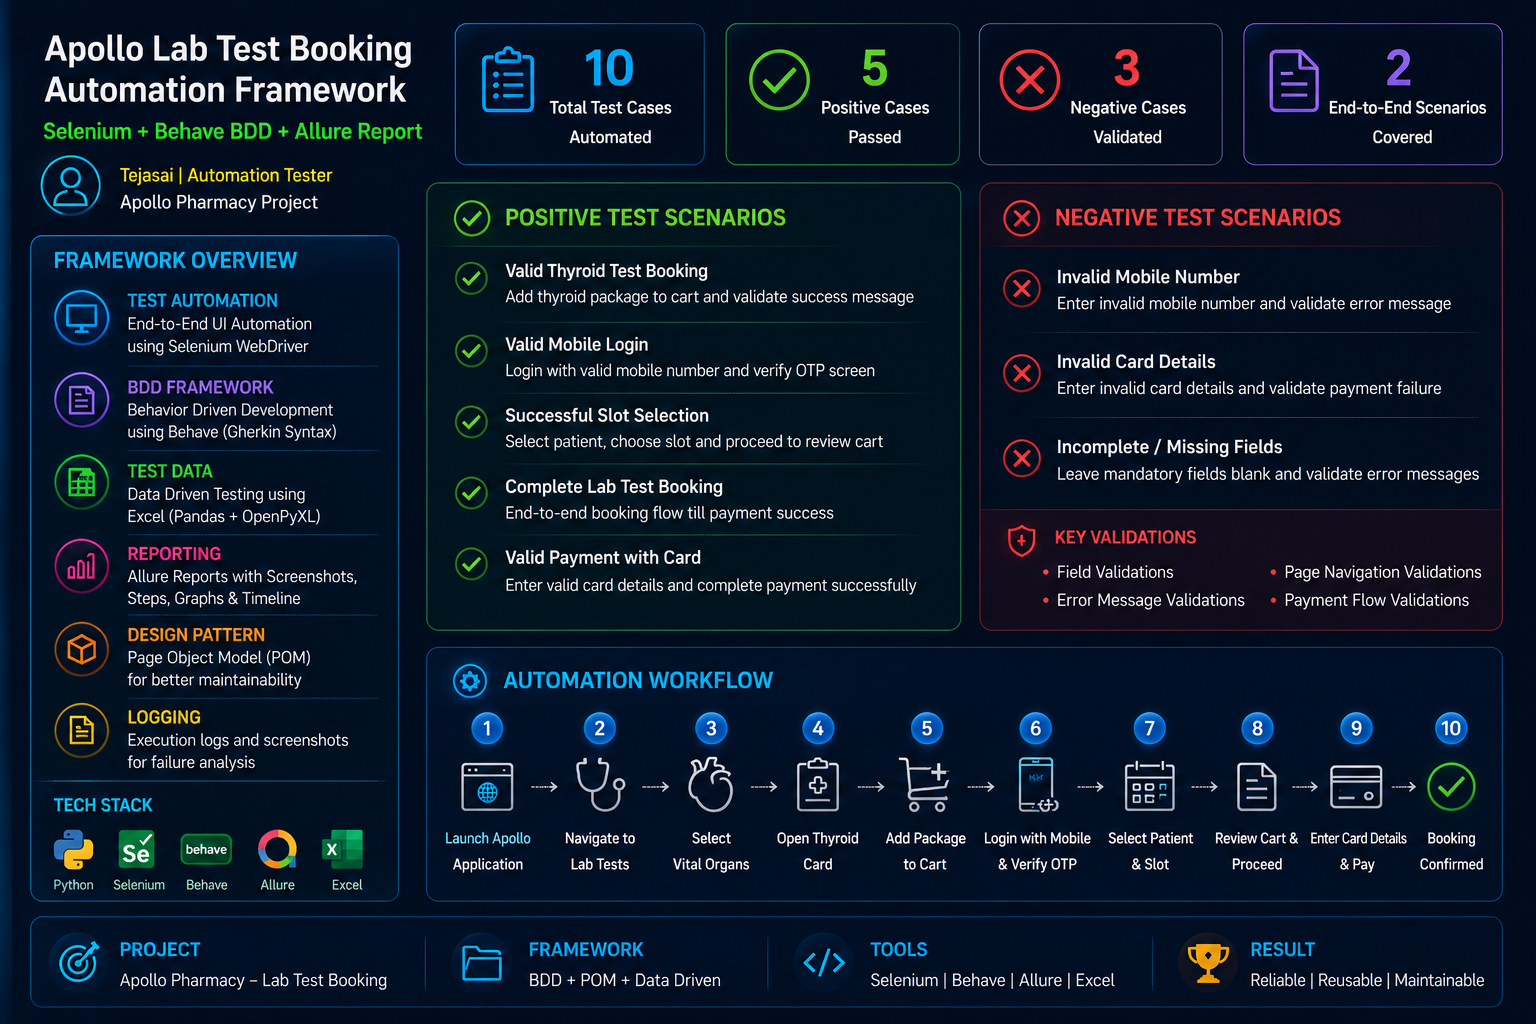 Apollo Lab Test Booking
Automation Framework
Selenium + Behave BDD + Allure Report
Tejasai | Automation Tester
Apollo Pharmacy Project
10
Total Test Cases
Automated
5
Positive Cases
Passed
3
Negative Cases
Validated
2
End-to-End Scenarios
Covered
FRAMEWORK OVERVIEW
TEST AUTOMATION
End-to-End UI Automation
using Selenium WebDriver
BDD FRAMEWORK
Behavior Driven Development
using Behave (Gherkin Syntax)
TEST DATA
Data Driven Testing using
Excel (Pandas + OpenPyXL)
REPORTING
Allure Reports with Screenshots,
Steps, Graphs & Timeline
DESIGN PATTERN
Page Object Model (POM)
for better maintainability
LOGGING
Execution logs and screenshots
for failure analysis
TECH STACK
Se
behave
X
Python
Selenium
Behave
Allure
Excel
POSITIVE TEST SCENARIOS
Valid Thyroid Test Booking
Add thyroid package to cart and validate success message
Valid Mobile Login
Login with valid mobile number and verify OTP screen
Successful Slot Selection
Select patient, choose slot and proceed to review cart
Complete Lab Test Booking
End-to-end booking flow till payment success
Valid Payment with Card
Enter valid card details and complete payment successfully
NEGATIVE TEST SCENARIOS
Invalid Mobile Number
Enter invalid mobile number and validate error message
Invalid Card Details
Enter invalid card details and validate payment failure
Incomplete / Missing Fields
Leave mandatory fields blank and validate error messages
KEY VALIDATIONS
• Field Validations
• Page Navigation Validations
• Error Message Validations
• Payment Flow Validations
AUTOMATION WORKFLOW
1
Launch Apollo
Application
2
Navigate to
Lab Tests
3
Select
Vital Organs
4
Open Thyroid
Card
5
Add Package
to Cart
6
Login with Mobile
& Verify OTP
7
Select Patient
& Slot
8
Review Cart &
Proceed
9
Enter Card Details
& Pay
10
Booking
Confirmed
PROJECT
Apollo Pharmacy – Lab Test Booking
FRAMEWORK
BDD + POM + Data Driven
TOOLS
Selenium | Behave | Allure | Excel
RESULT
Reliable | Reusable | Maintainable